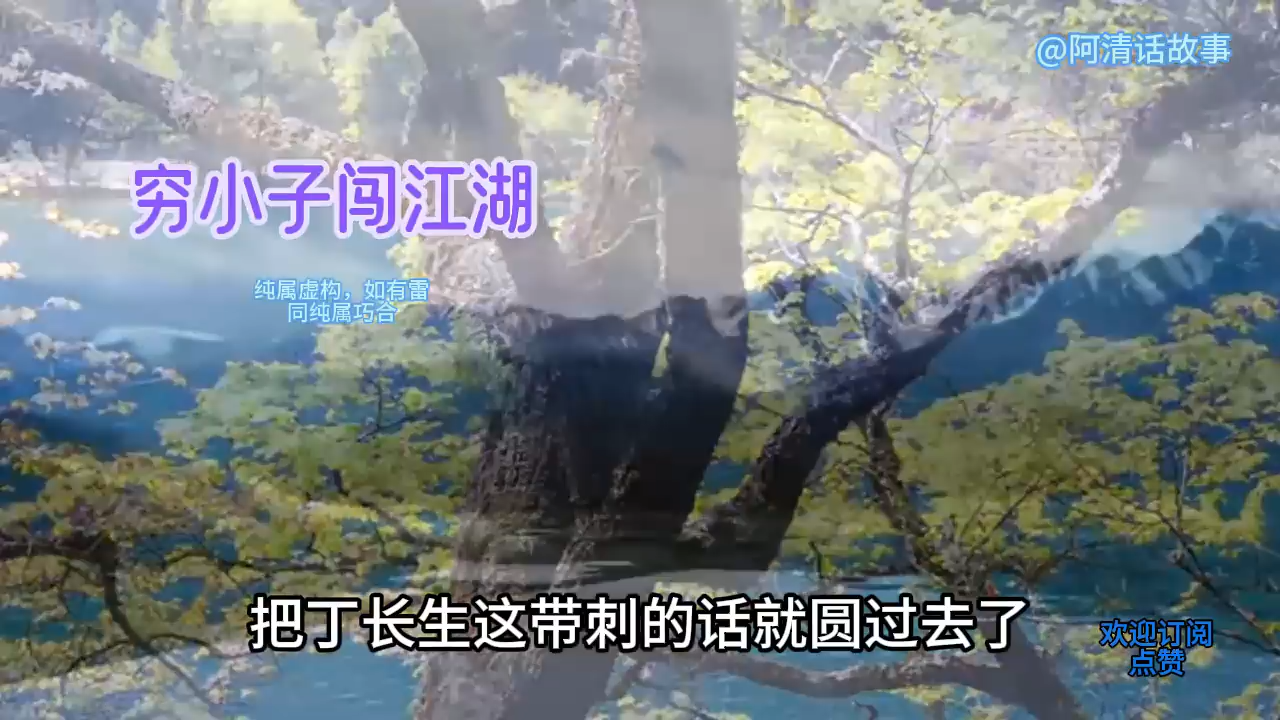 @阿清话故事
穷小子闯江湖
纯属虚构，如有雷
同纯属巧合
把丁长生这带刺的话就圆过去了
欢迎订阅
点赞